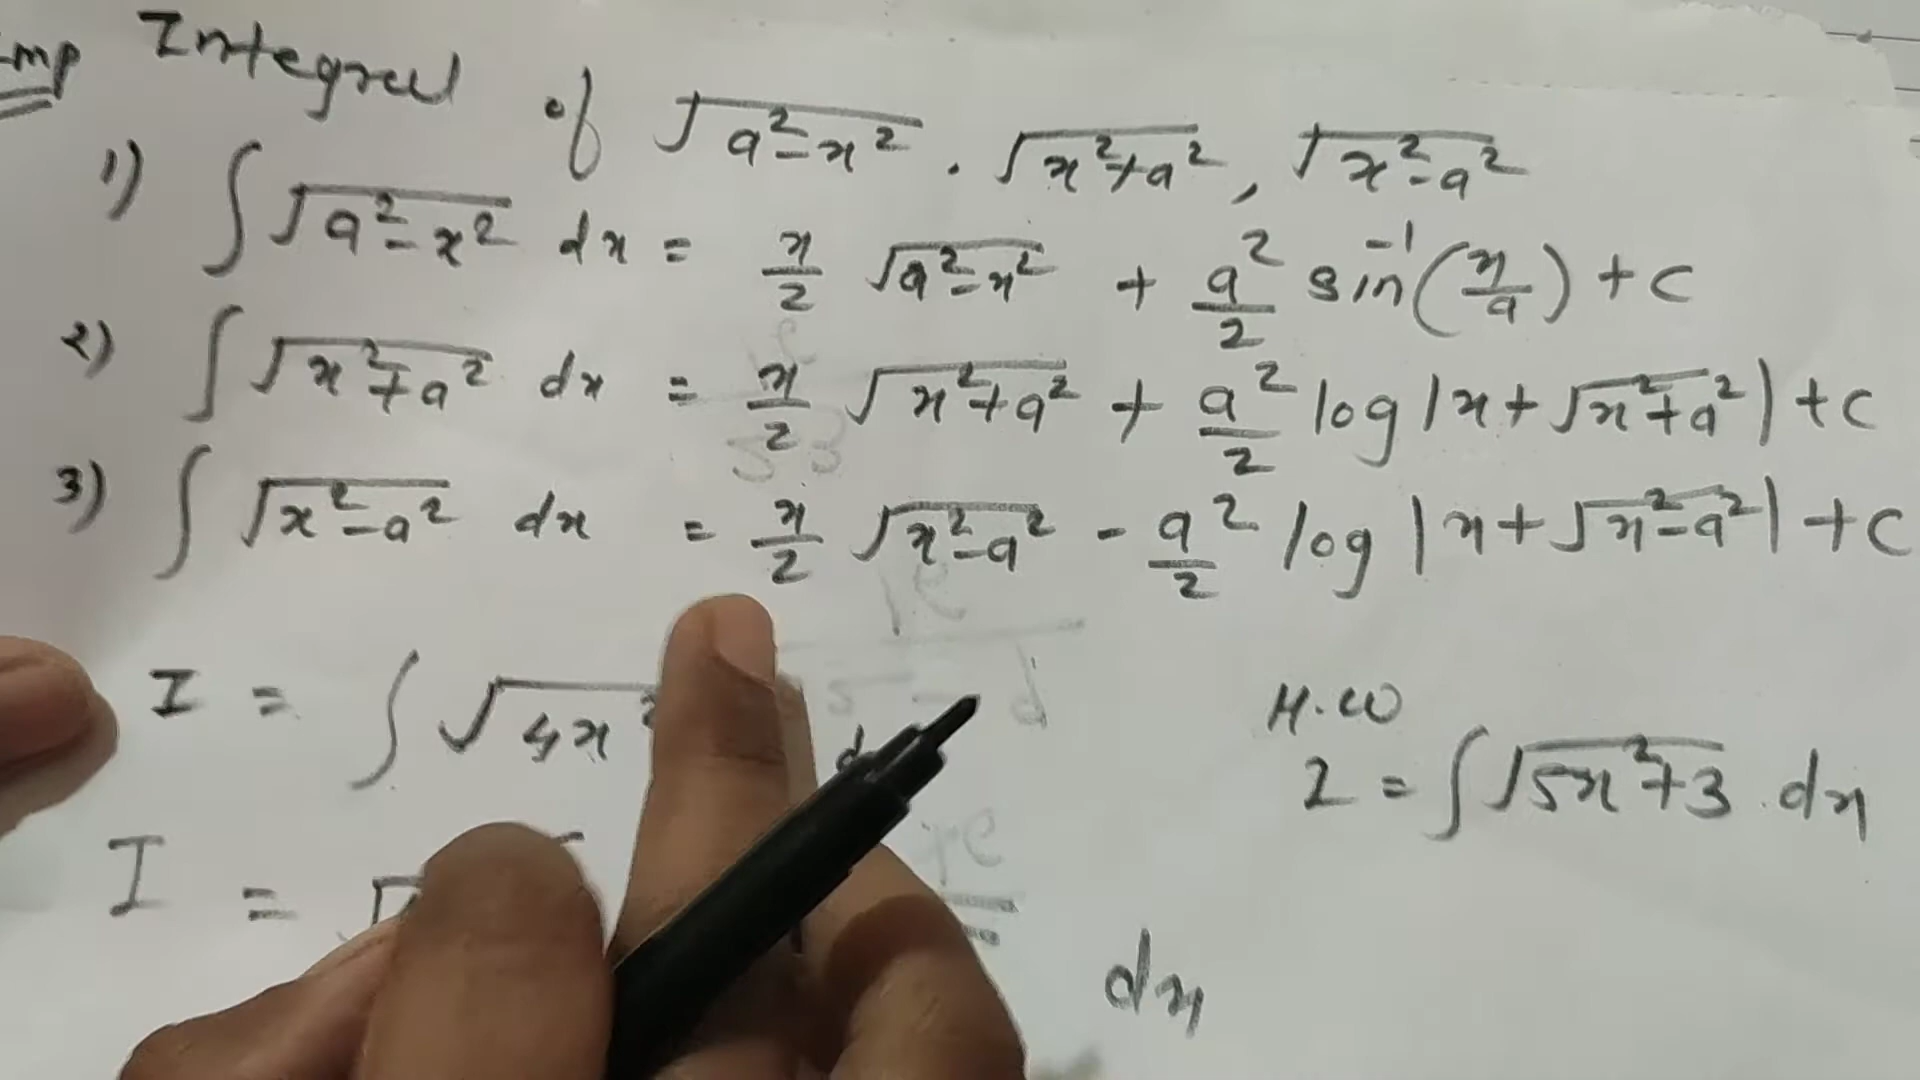 Imp Integral of √(a²-x²) . √(x²+a²) , √(x²-a²)
1) ∫ √(a²-x²) dx = x/2 √(a²-x²) + a²/2 sin⁻¹(x/a) + c
2) ∫ √(x²+a²) dx = x/2 √(x²+a²) + a²/2 log |x+√(x²+a²)| + c
3) ∫ √(x²-a²) dx = x/2 √(x²-a²) - a²/2 log |x+√(x²-a²)| + c
I = ∫ √
H.W
2 = ∫ √(5x²+3) . dx
I =
dx